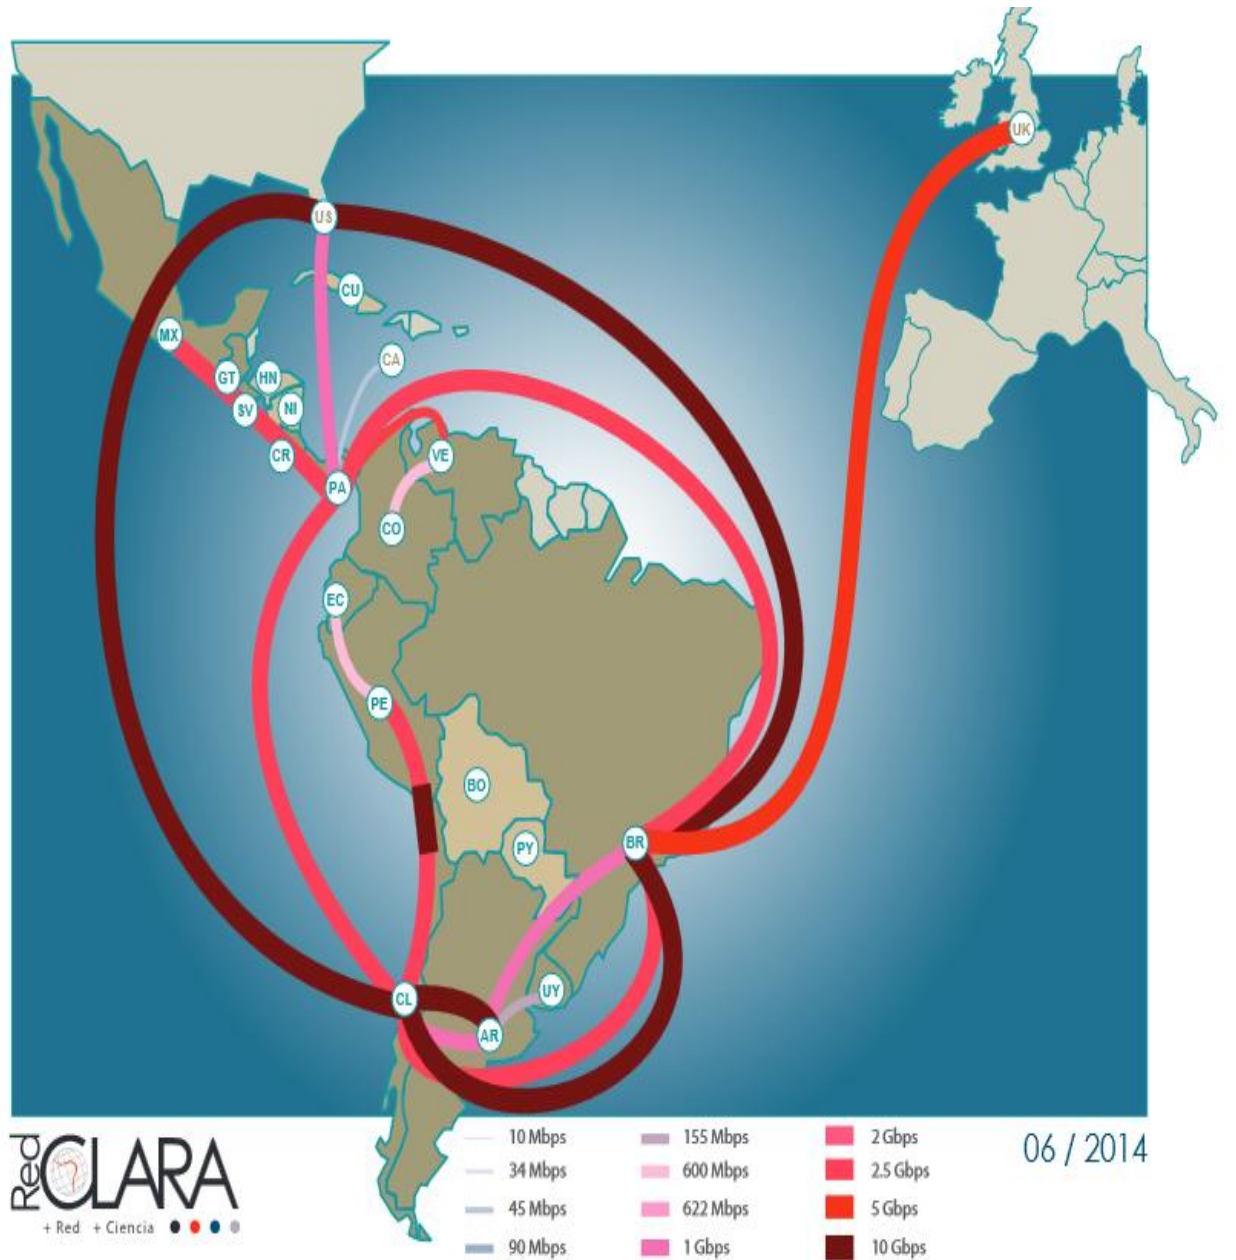 UK
US
CU
MX
CA
GT
HN
SV
NI
CR
VE
PA
CO
EC
PE
BO
BR
PY
UY
CL
AR
10 Mbps
155 Mbps
2 Gbps
34 Mbps
600 Mbps
2.5 Gbps
45 Mbps
622 Mbps
5 Gbps
90 Mbps
1 Gbps
10 Gbps
06 / 2014
Red
CLARA
+ Red + Ciencia